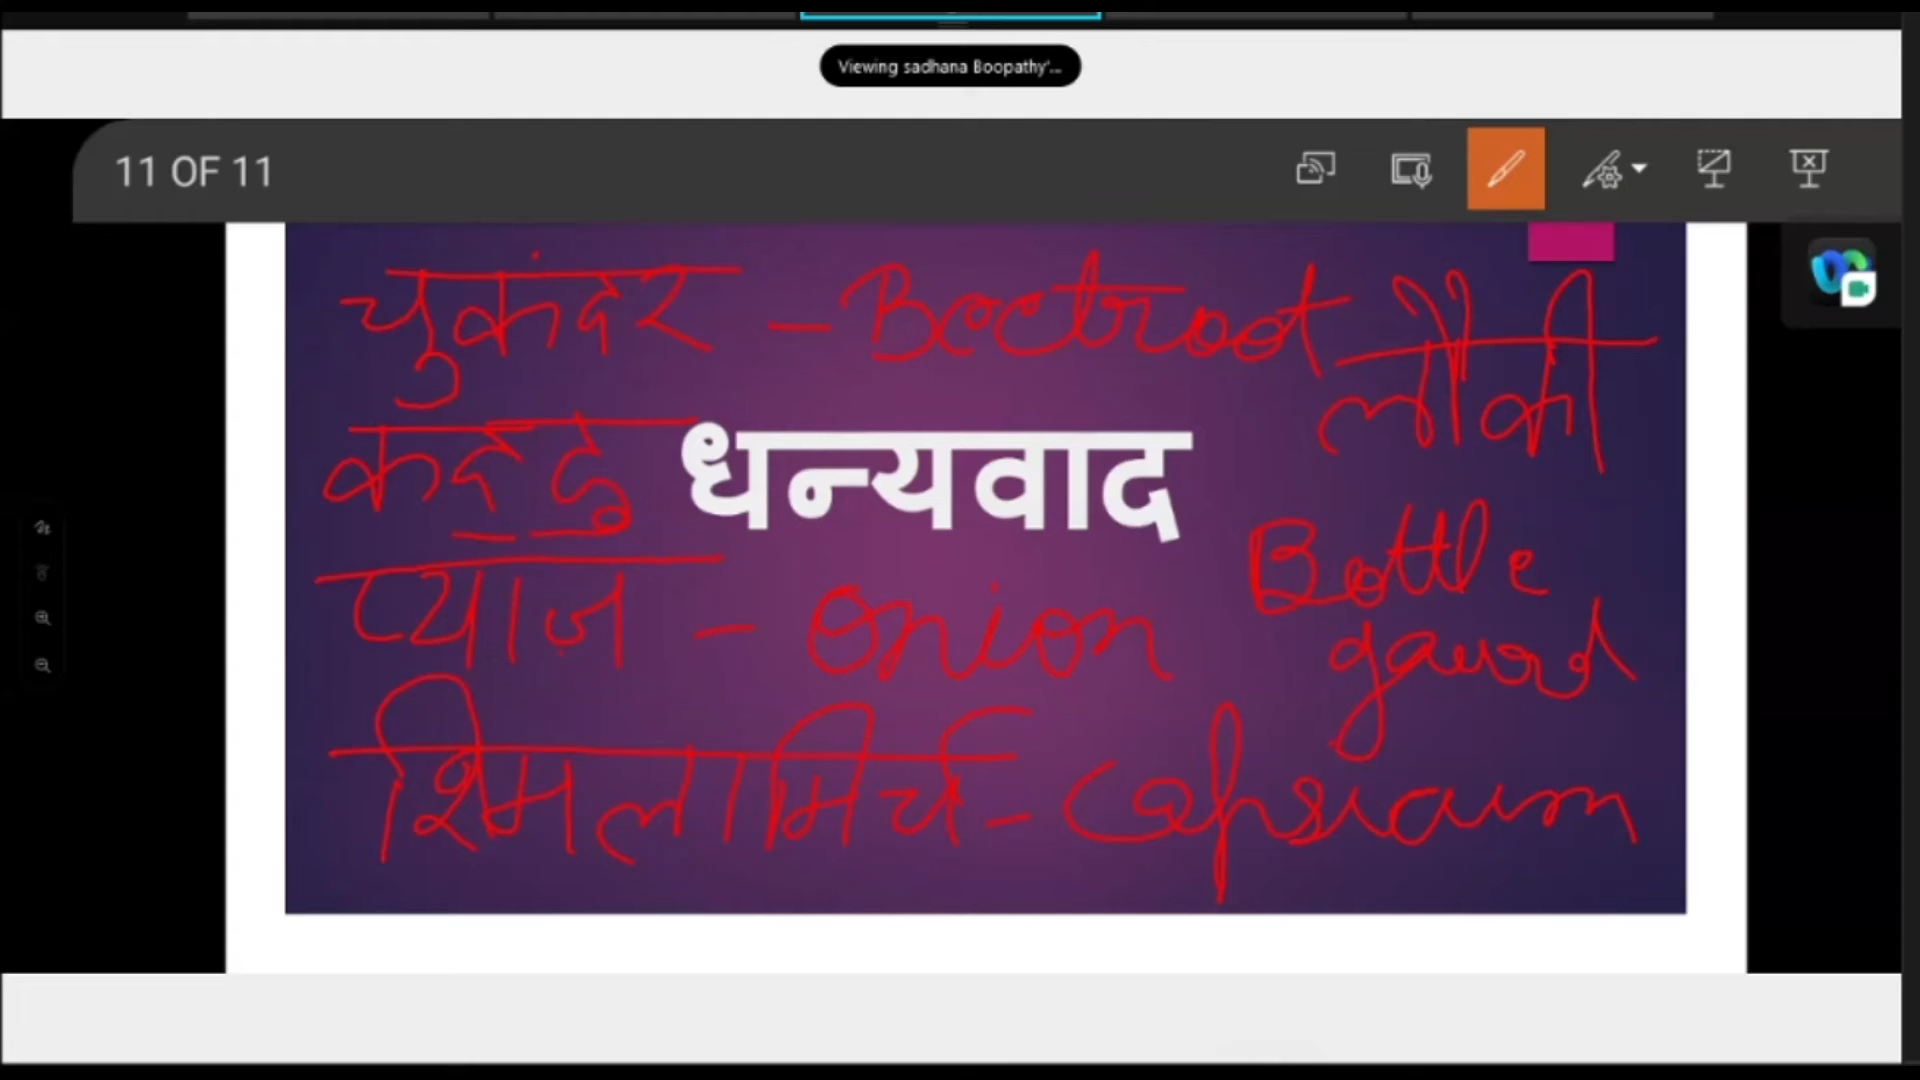 Viewing sadhana Boopathy'...
11 OF 11
चुकंदर - Beetroot
लौकी
कद्दू
धन्यवाद
Bottle
gaurd
प्याज़ - Onion
शिमला मिर्च - Capsicum